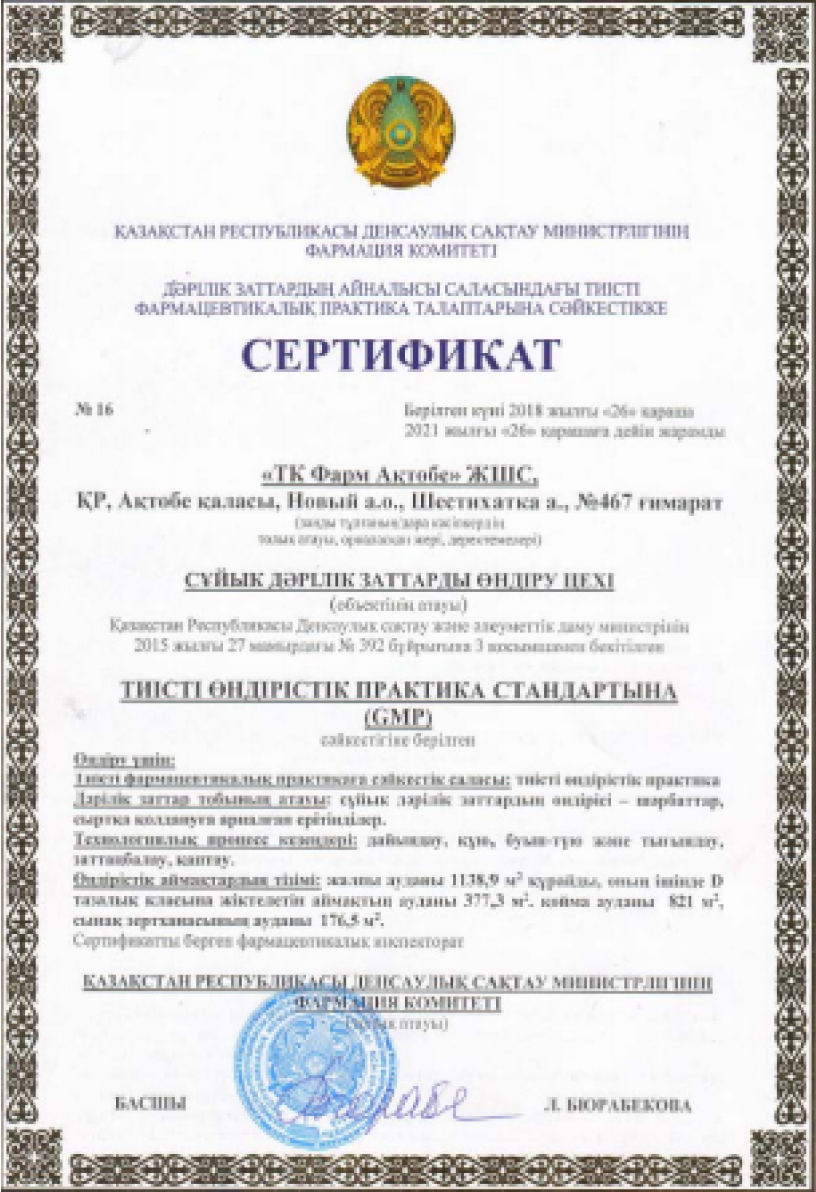 ҚАЗАҚСТАН РЕСПУБЛИКАСЫ ДЕНСАУЛЫҚ САҚТАУ МИНИСТРЛІГІНІҢ
ФАРМАЦИЯ КОМИТЕТІ
ДӘРІЛІК ЗАТТАРДЫҢ АЙНАЛЫСЫ САЛАСЫНДАҒЫ ТИІСТІ
ФАРМАЦЕВТИКАЛЫҚ ПРАКТИКА ТАЛАПТАРЫНА СӘЙКЕСТІККЕ
СЕРТИФИКАТ
№ 16
Берілген күні 2018 жылғы «26» қараша
2021 жылғы «26» қарашаға дейін жарамды
«ТК Фарм Ақтобе» ЖШС,
ҚР, Ақтобе қаласы, Новый а.о., Шестихатка а., №467 ғимарат
(заңды тұлғаның/дара кәсіпкердің
толық атауы, орналасқан жері, деректемелері)
СҰЙЫҚ ДӘРІЛІК ЗАТТАРДЫ ӨНДІРУ ЦЕХІ
(объектінің атауы)
Қазақстан Республикасы Денсаулық сақтау және әлеуметтік даму министрінің
2015 жылғы 27 мамырдағы № 392 бұйрығына 3 қосымшамен бекітілген
ТИІСТІ ӨНДІРІСТІК ПРАКТИКА СТАНДАРТЫНА
(GMP)
сәйкестігіне берілген
Өндіру үшін:
Тиісті фармацевтикалық практикаға сәйкестік саласы: тиісті өндірістік практика
Дәрілік заттар тобының атауы: сұйық дәрілік заттардың өндірісі – шәрбаттар,
сыртқа қолдануға арналған ерітінділер.
Технологиялық процесс кезеңдері: дайындау, құю, буып-түю және тығындау,
заттаңбалау, қаптау.
Өндірістік аймақтардың тізімі: жалпы ауданы 1138,9 м² құрайды, оның ішінде D
тазалық класына жіктелетін аймақтың ауданы 377,3 м². қойма ауданы 821 м²,
сынақ зертханасының ауданы 176,5 м².
Сертификатты берген фармацевтикалық инспекторат
ҚАЗАҚСТАН РЕСПУБЛИКАСЫ ДЕНСАУЛЫҚ САҚТАУ МИНИСТРЛІГІНІҢ
ФАРМАЦИЯ КОМИТЕТІ
атауы)
БАСШЫ
Л. БЮРАБЕКОВА